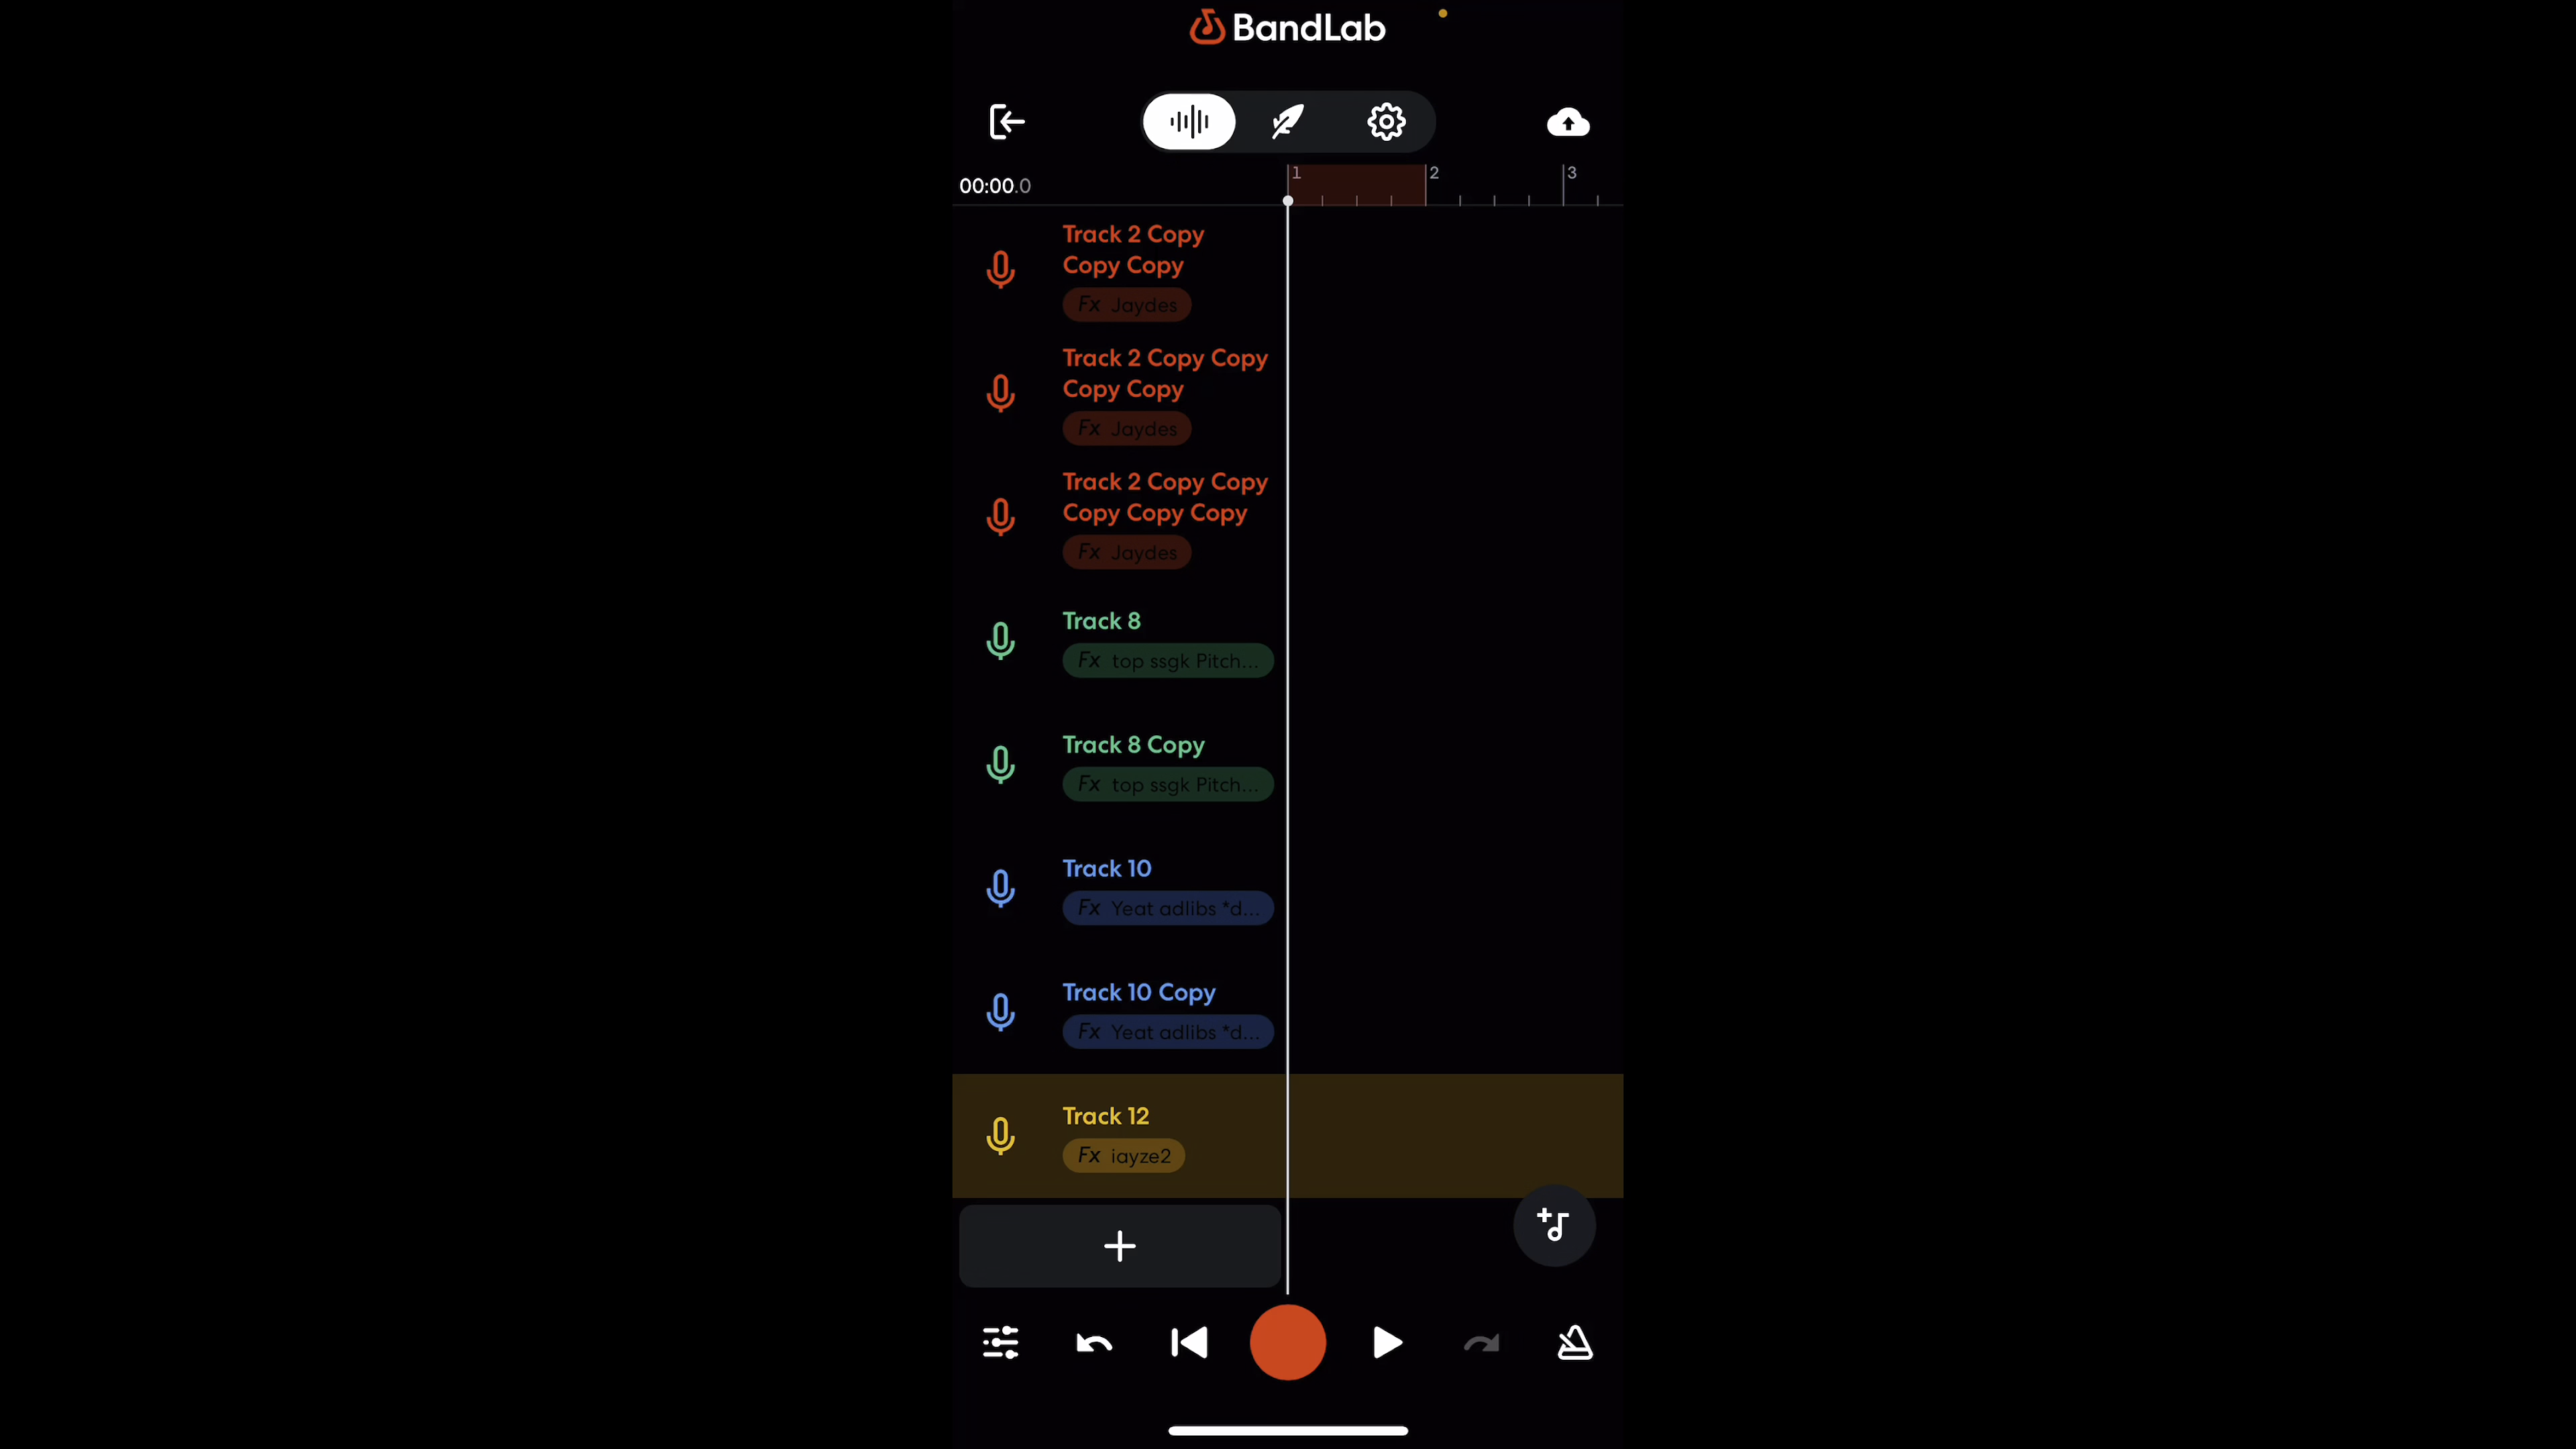 BandLab
00:00.0
1
2
3
Track 2 Copy
Copy Copy
Fx Jaydes
Track 2 Copy Copy
Copy Copy
Fx Jaydes
Track 2 Copy Copy
Copy Copy Copy
Fx Jaydes
Track 8
Fx top ssgk Pitch...
Track 8 Copy
Fx top ssgk Pitch...
Track 10
Fx Yeat adlibs *d...
Track 10 Copy
Fx Yeat adlibs *d...
Track 12
Fx iayze2